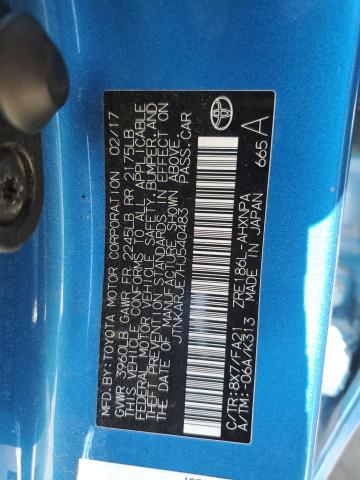 MFD BY: TOYOTA MOTOR CORPORATION 02/17
GVWR 3960LB GAWR FR 2245LB RR 2175LB
THIS VEHICLE CONFORMS TO ALL APPLICABLE
FEDERAL MOTOR VEHICLE SAFETY, BUMPER, AND
THEFT PREVENTION STANDARDS IN EFFECT ON
THE DATE OF MANUFACTURE SHOWN ABOVE.
JTNKARJE7HJ540483 PASS.CAR
C/TR:8X7/FA21 ZRE186L-AHXNPA
A/TM:-06A/K313 MADE IN JAPAN
665 A